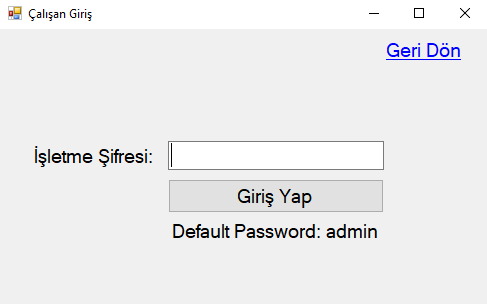 Çalışan Giriş
Geri Dön
İşletme Şifresi:
Giriş Yap
Default Password: admin